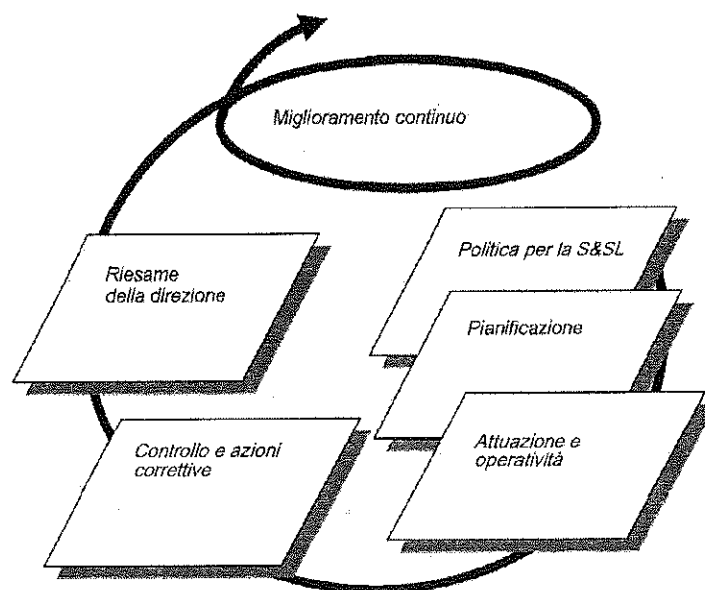 Miglioramento continuo
Politica per la S&SL
Riesame
della direzione
Pianificazione
Attuazione e
operatività
Controllo e azioni
correttive